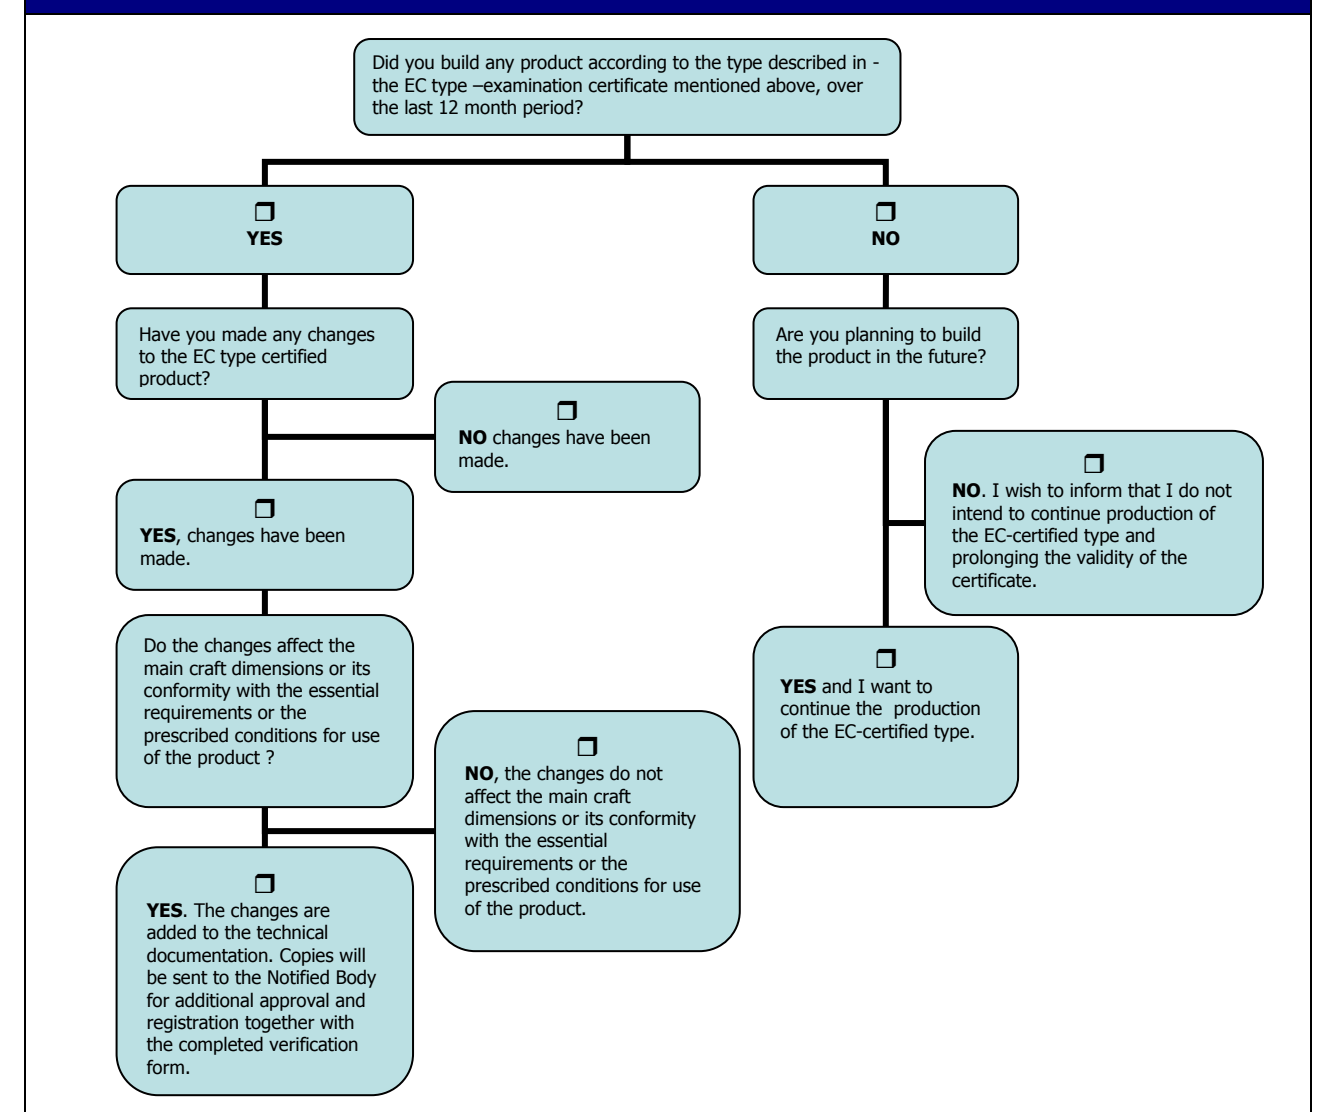 Did you build any product according to the type described in -
the EC type –examination certificate mentioned above, over
the last 12 month period?
❒
YES
❒
NO
Have you made any changes
to the EC type certified
product?
Are you planning to build
the product in the future?
❒
NO changes have been
made.
❒
NO. I wish to inform that I do not
intend to continue production of
the EC-certified type and
prolonging the validity of the
certificate.
❒
YES, changes have been
made.
Do the changes affect the
main craft dimensions or its
conformity with the essential
requirements or the
prescribed conditions for use
of the product ?
❒
YES and I want to
continue the  production
of the EC-certified type.
❒
NO, the changes do not
affect the main craft
dimensions or its conformity
with the essential
requirements or the
prescribed conditions for use
of the product.
❒
YES. The changes are
added to the technical
documentation. Copies will
be sent to the Notified Body
for additional approval and
registration together with
the completed verification
form.